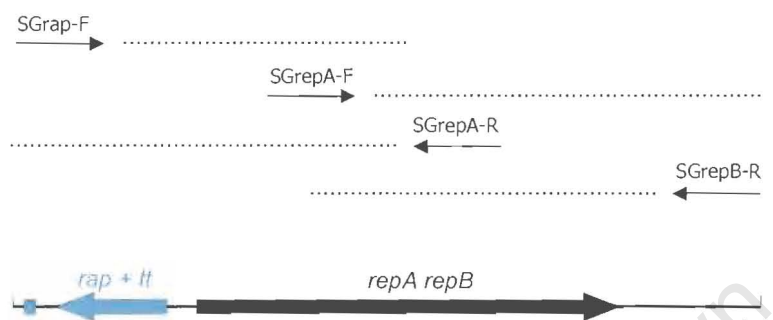 SGrap-F
SGrepA-F
SGrepA-R
SGrepB-R
rap + tt
repA repB